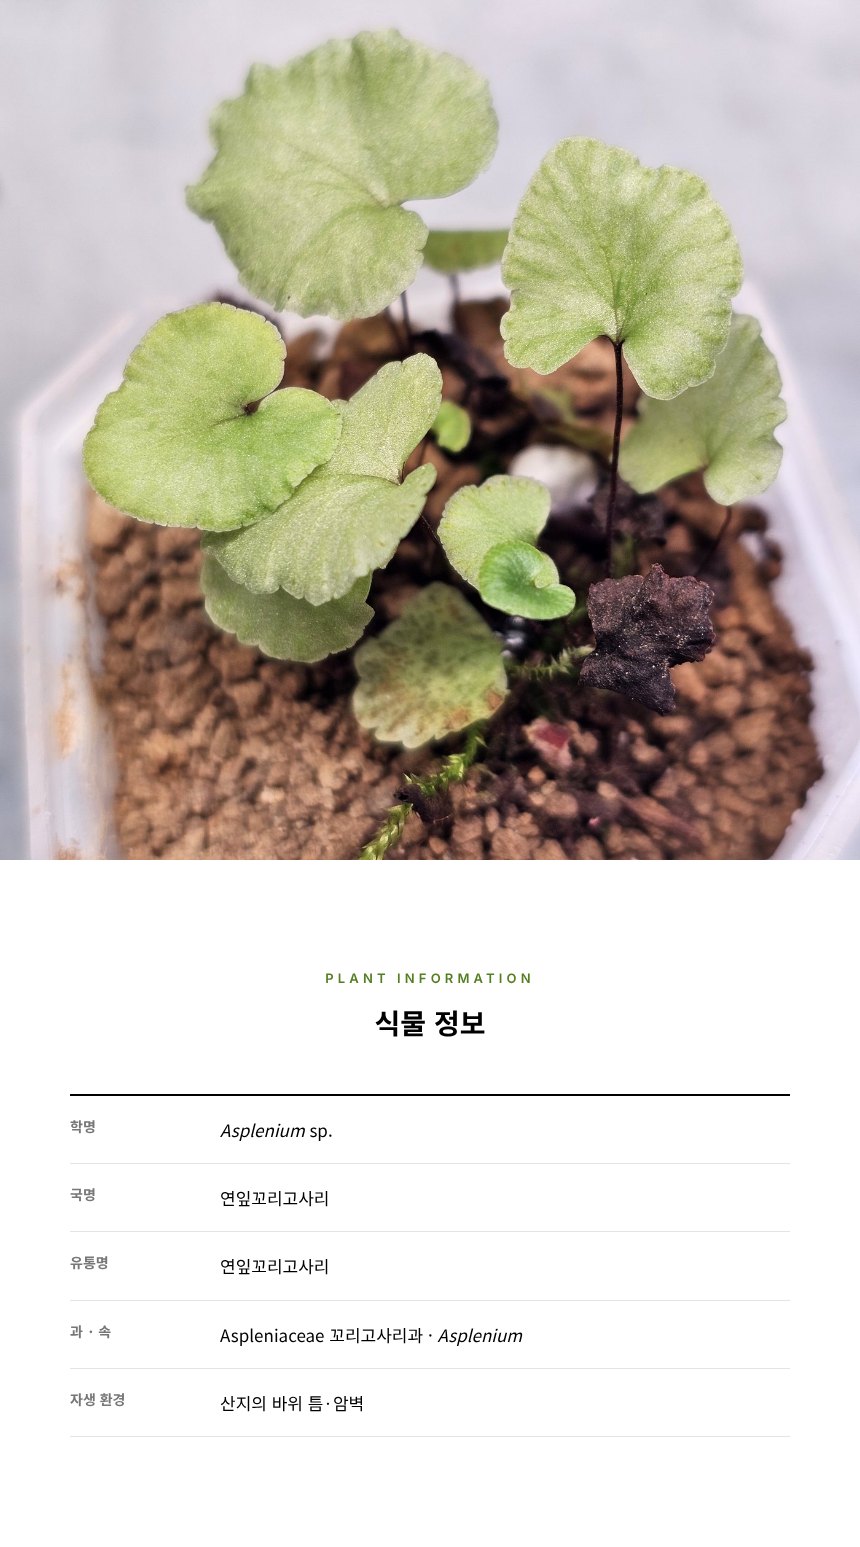 PLANT INFORMATION
식물 정보
학명 Asplenium sp.
국명 연잎꼬리고사리
유통명 연잎꼬리고사리
과 · 속 Aspleniaceae 꼬리고사리과 · Asplenium
자생 환경 산지의 바위 틈·암벽